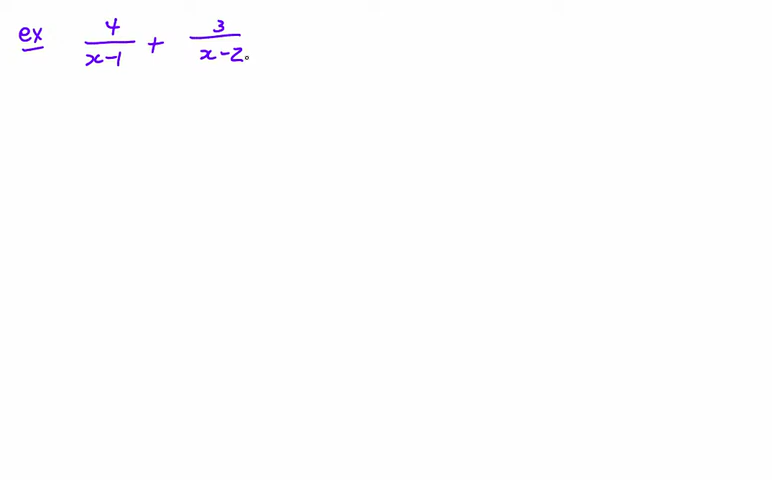 ex 4/(x-1) + 3/(x-2)